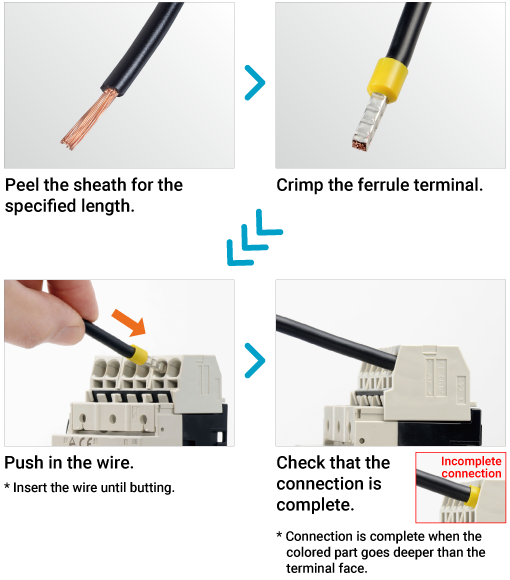 Peel the sheath for the
specified length.
Crimp the ferrule terminal.
Push in the wire.
* Insert the wire until butting.
Check that the
connection is
complete.
Incomplete
connection
* Connection is complete when the
colored part goes deeper than the
terminal face.